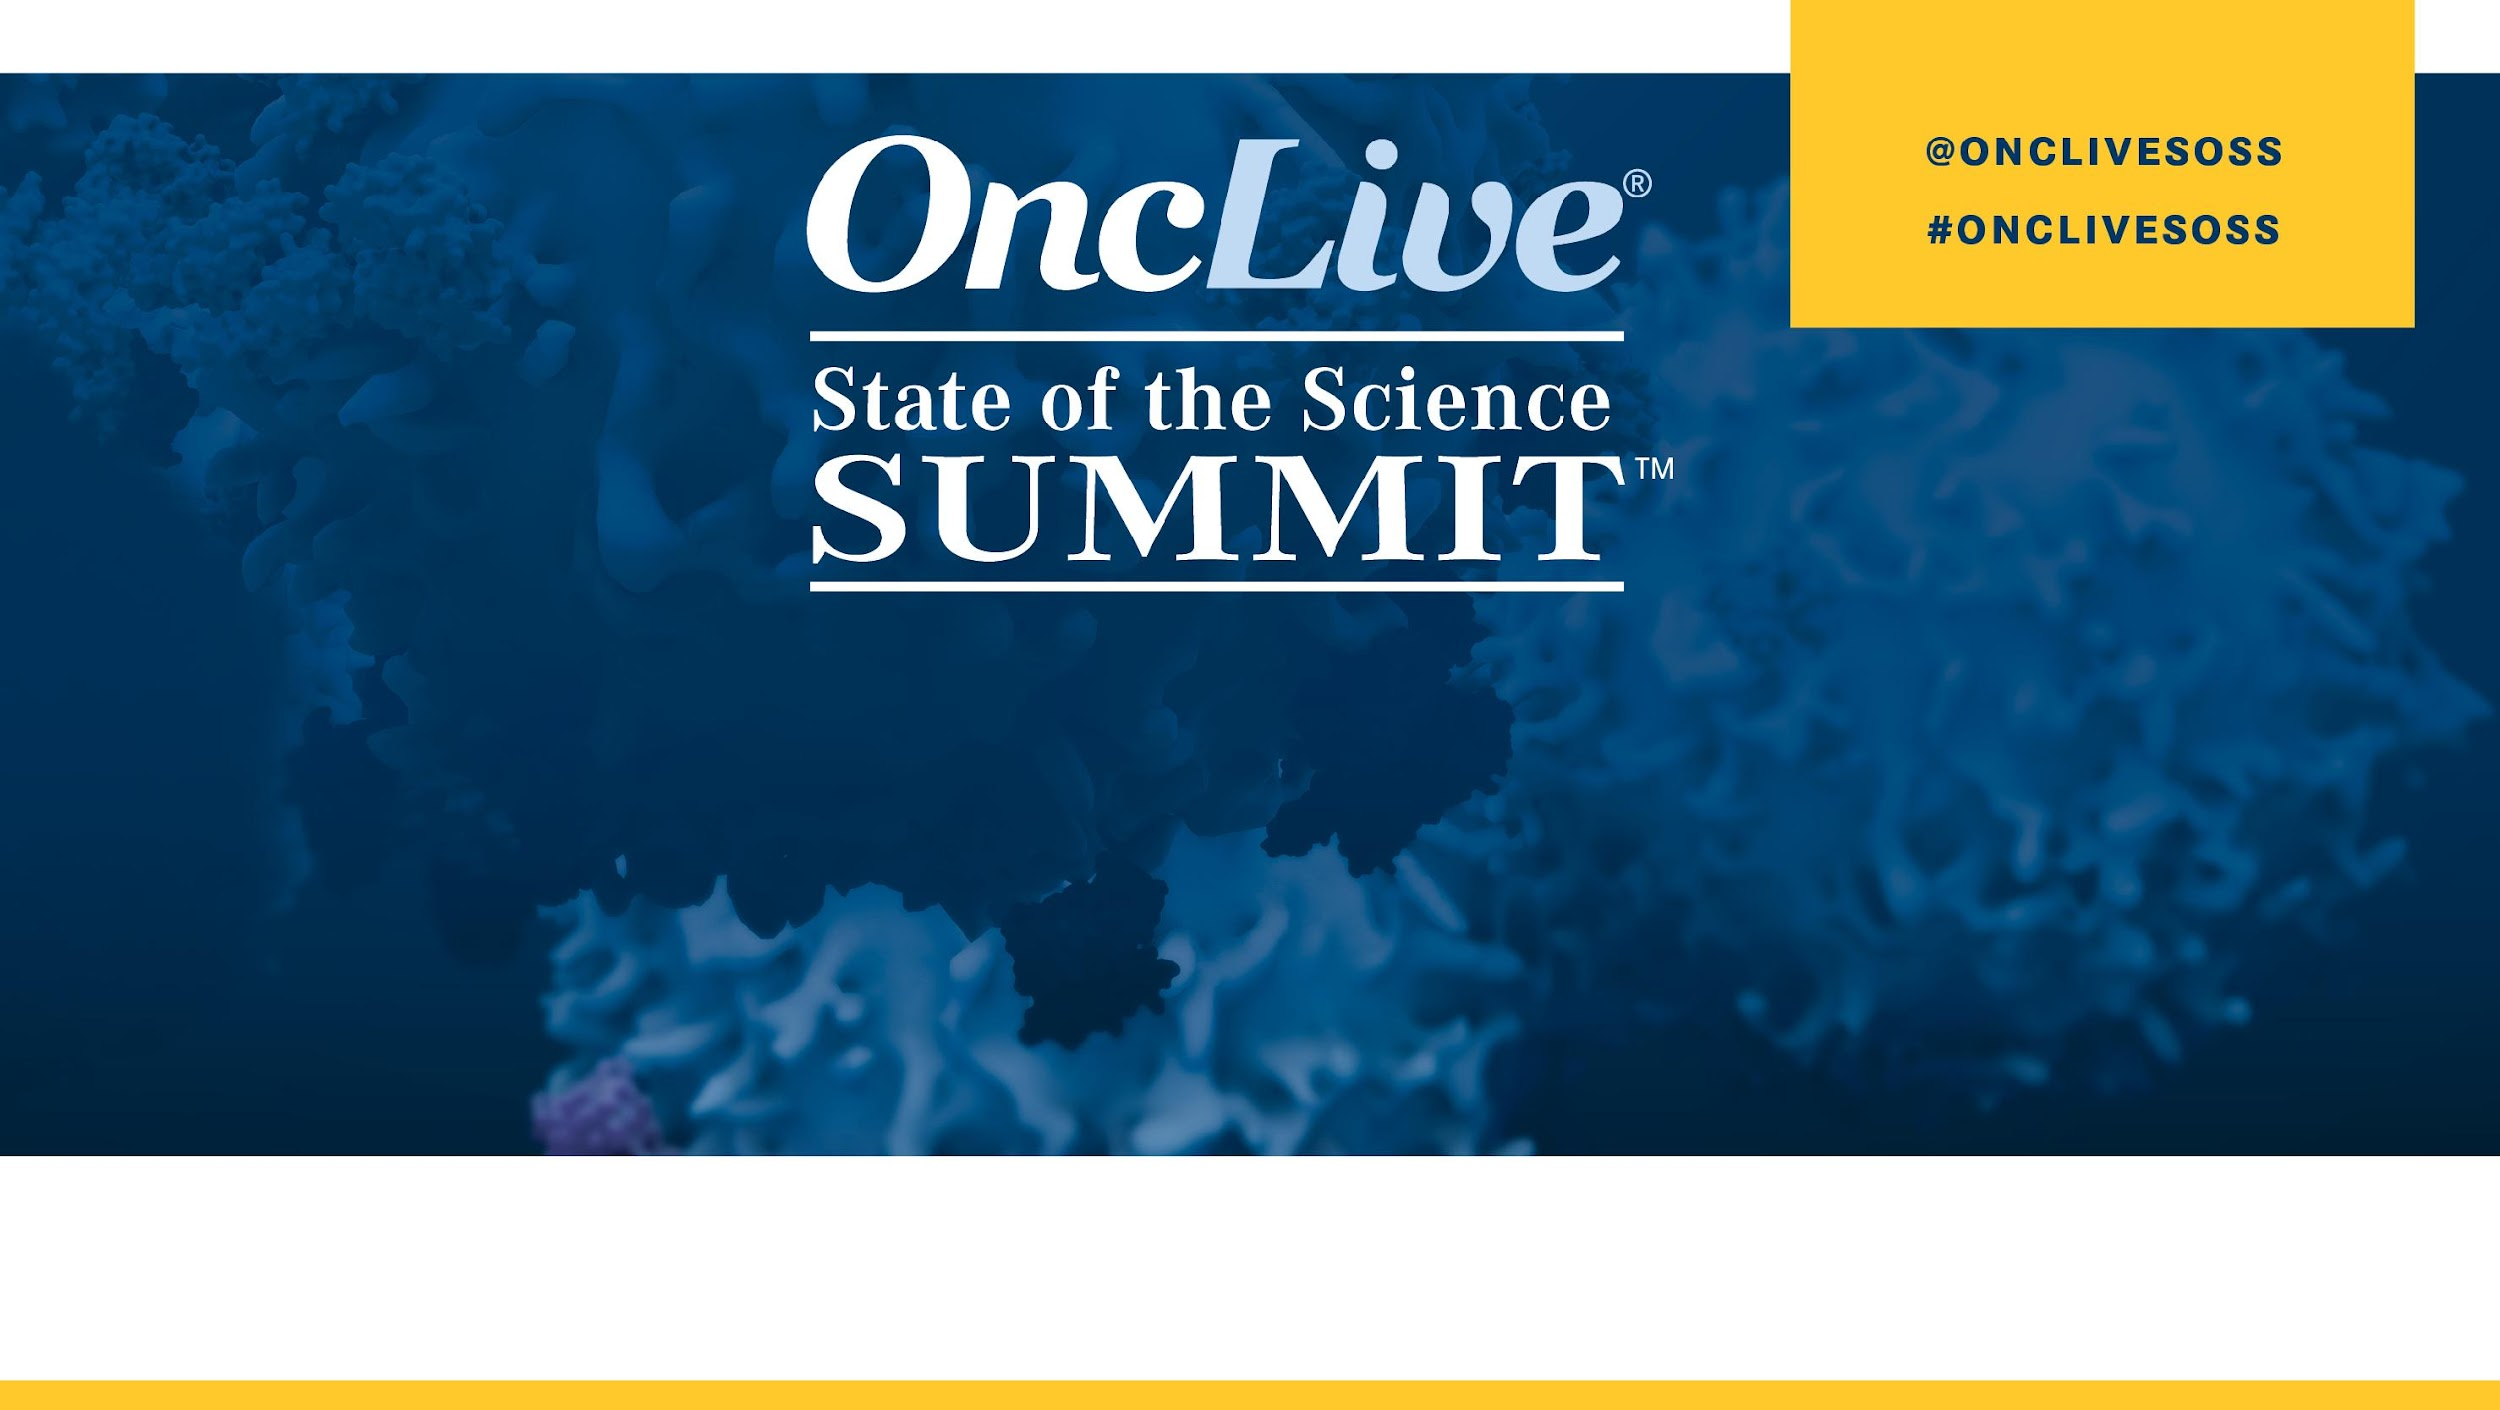 OncLive®
State of the Science
SUMMIT™
@ONCLIVESOSS
#ONCLIVESOSS